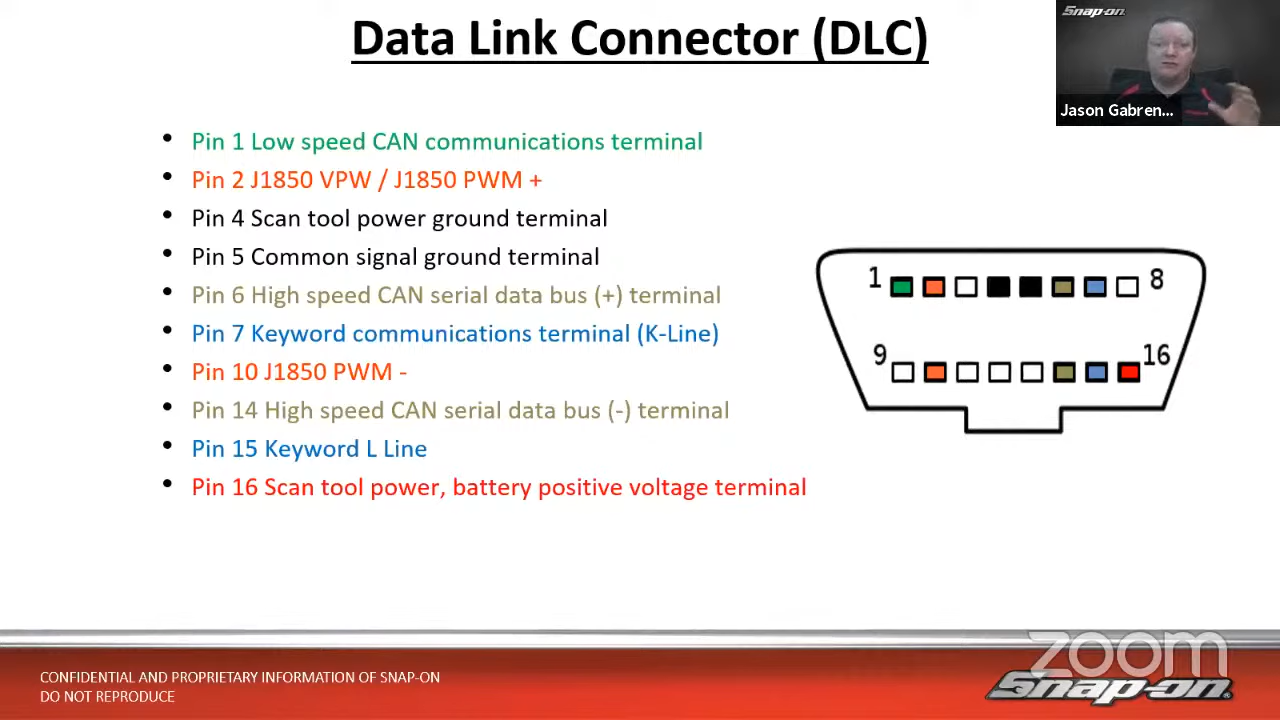 Data Link Connector (DLC)
Snap-on
Jason Gabren...
• Pin 1 Low speed CAN communications terminal
• Pin 2 J1850 VPW / J1850 PWM +
• Pin 4 Scan tool power ground terminal
• Pin 5 Common signal ground terminal
• Pin 6 High speed CAN serial data bus (+) terminal
• Pin 7 Keyword communications terminal (K-Line)
• Pin 10 J1850 PWM -
• Pin 14 High speed CAN serial data bus (-) terminal
• Pin 15 Keyword L Line
• Pin 16 Scan tool power, battery positive voltage terminal
1 8
9 16
CONFIDENTIAL AND PROPRIETARY INFORMATION OF SNAP-ON
DO NOT REPRODUCE
zoom
Snap-on®